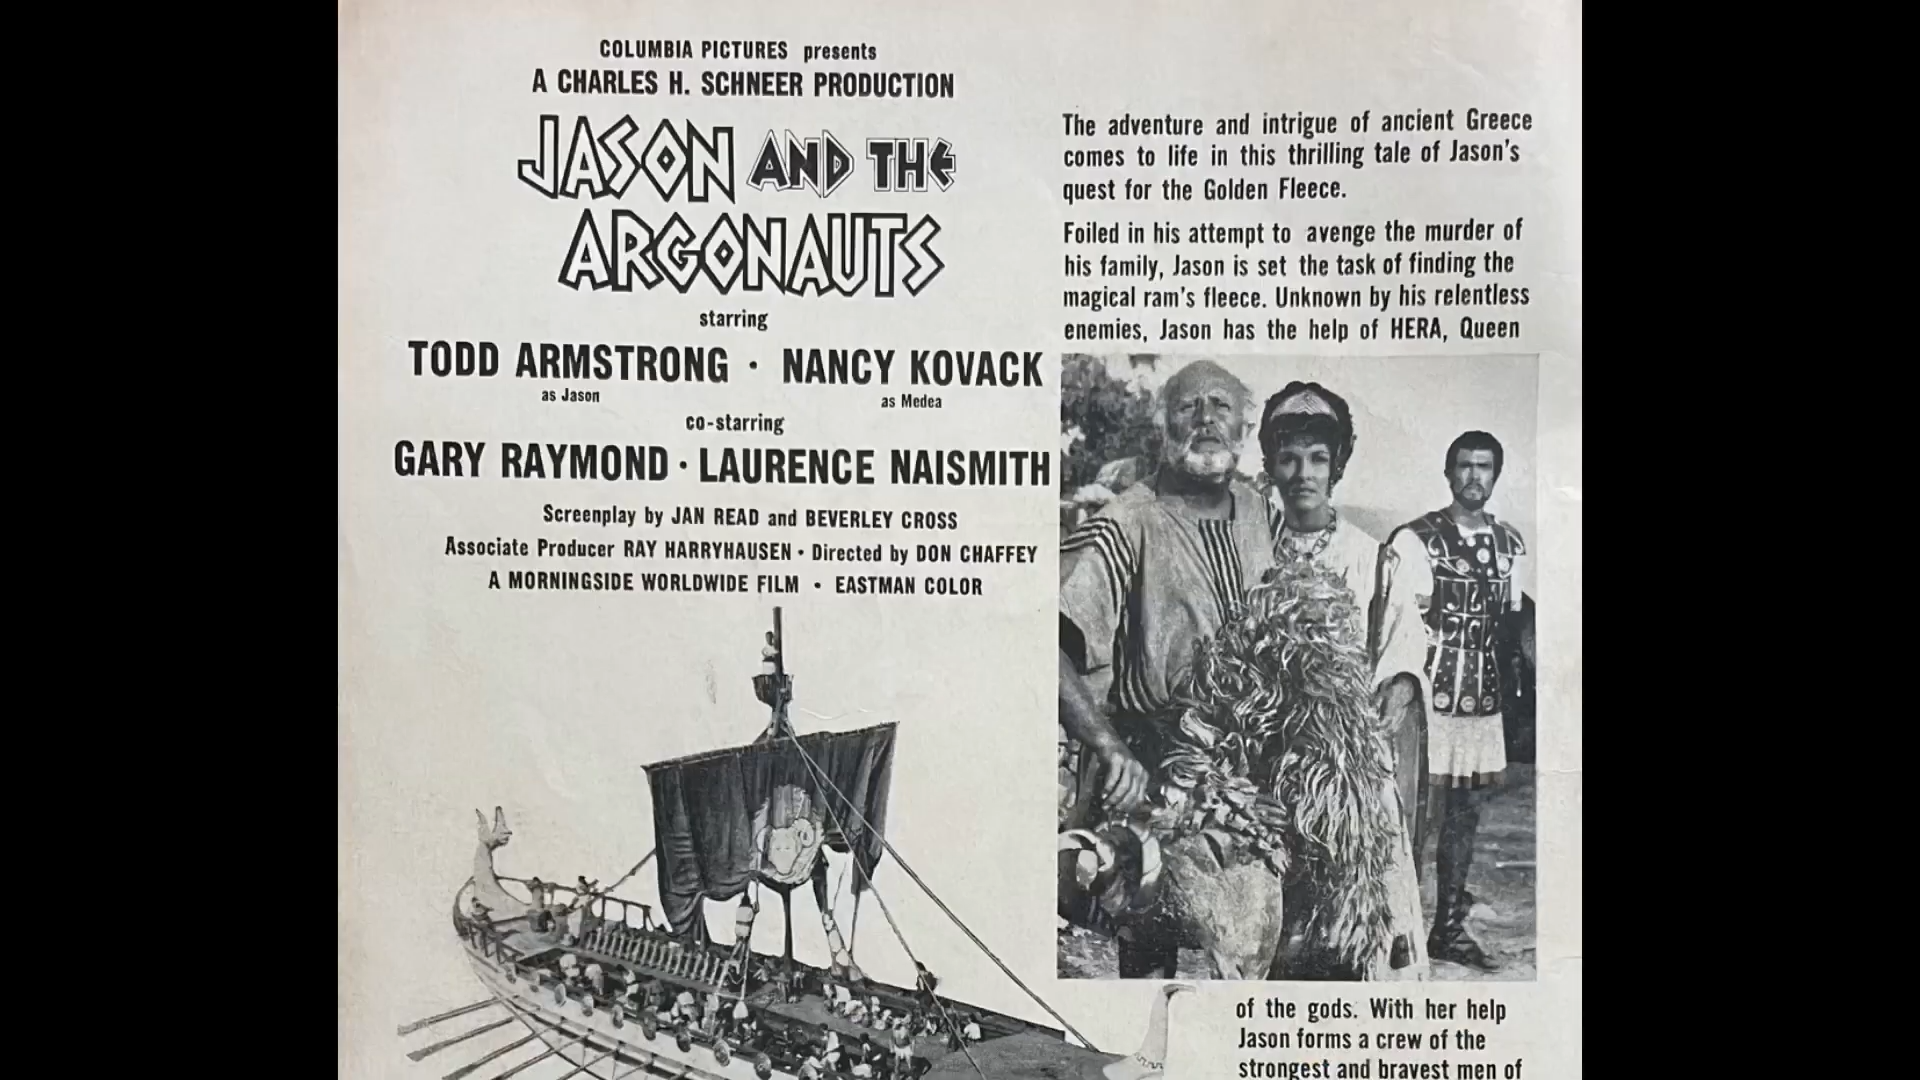 COLUMBIA PICTURES presents
A CHARLES H. SCHNEER PRODUCTION
JASON AND THE
ARGONAUTS
starring
TODD ARMSTRONG · NANCY KOVACK
as Jason as Medea
co-starring
GARY RAYMOND · LAURENCE NAISMITH
Screenplay by JAN READ and BEVERLEY CROSS
Associate Producer RAY HARRYHAUSEN · Directed by DON CHAFFEY
A MORNINGSIDE WORLDWIDE FILM · EASTMAN COLOR
The adventure and intrigue of ancient Greece
comes to life in this thrilling tale of Jason's
quest for the Golden Fleece.
Foiled in his attempt to avenge the murder of
his family, Jason is set the task of finding the
magical ram's fleece. Unknown by his relentless
enemies, Jason has the help of HERA, Queen
of the gods. With her help
Jason forms a crew of the
strongest and bravest men of